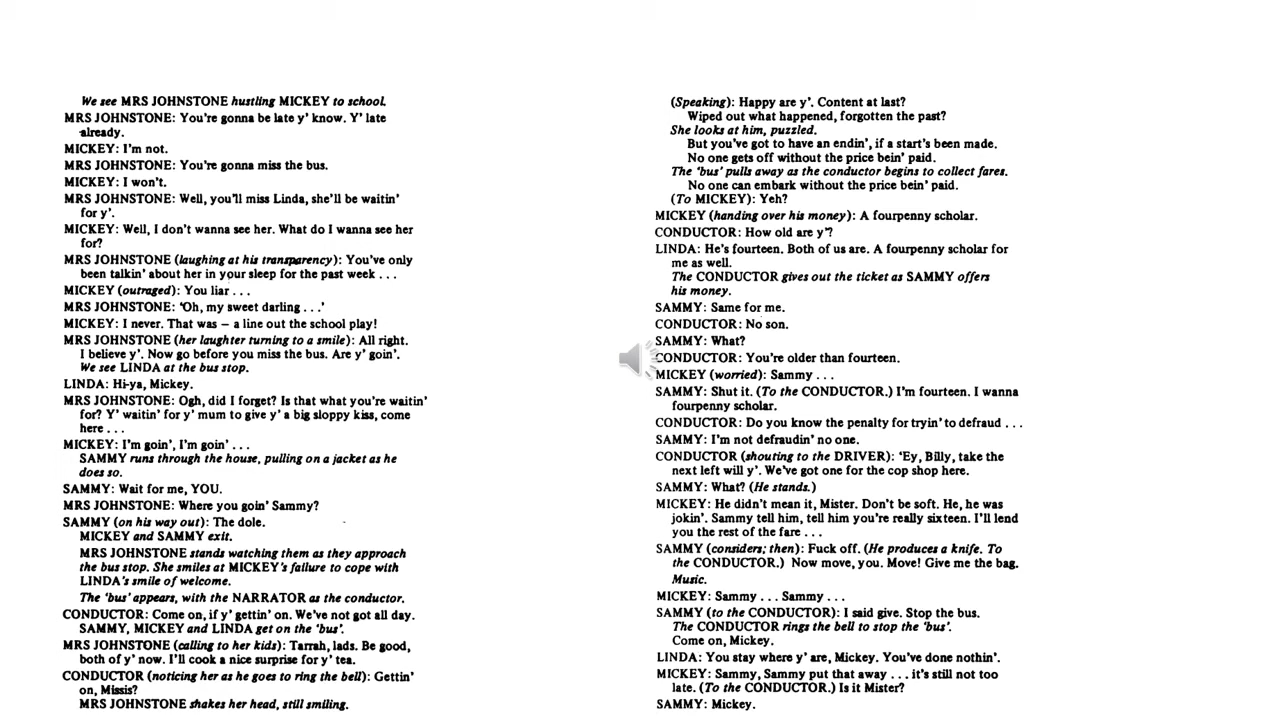 We see MRS JOHNSTONE hustling MICKEY to school.
MRS JOHNSTONE: You're gonna be late y' know. Y' late
already.
MICKEY: I'm not.
MRS JOHNSTONE: You're gonna miss the bus.
MICKEY: I won't.
MRS JOHNSTONE: Well, you'll miss Linda, she'll be waitin'
for y'.
MICKEY: Well, I don't wanna see her. What do I wanna see her
for?
MRS JOHNSTONE (laughing at his transparency): You've only
been talkin' about her in your sleep for the past week . . .
MICKEY (outraged): You liar . . .
MRS JOHNSTONE: 'Oh, my sweet darling . . .'
MICKEY: I never. That was – a line out the school play!
MRS JOHNSTONE (her laughter turning to a smile): All right.
I believe y'. Now go before you miss the bus. Are y' goin'.
We see LINDA at the bus stop.
LINDA: Hi-ya, Mickey.
MRS JOHNSTONE: Ogh, did I forget? Is that what you're waitin'
for? Y' waitin' for y' mum to give y' a big sloppy kiss, come
here . . .
MICKEY: I'm goin', I'm goin' . . .
SAMMY runs through the house, pulling on a jacket as he
does so.
SAMMY: Wait for me, YOU.
MRS JOHNSTONE: Where you goin' Sammy?
SAMMY (on his way out): The dole.
MICKEY and SAMMY exit.
MRS JOHNSTONE stands watching them as they approach
the bus stop. She smiles at MICKEY's failure to cope with
LINDA's smile of welcome.
The 'bus' appears, with the NARRATOR as the conductor.
CONDUCTOR: Come on, if y' gettin' on. We've not got all day.
SAMMY, MICKEY and LINDA get on the 'bus'.
MRS JOHNSTONE (calling to her kids): Tarrah, lads. Be good,
both of y' now. I'll cook a nice surprise for y' tea.
CONDUCTOR (noticing her as he goes to ring the bell): Gettin'
on, Missis?
MRS JOHNSTONE shakes her head, still smiling.
(Speaking): Happy are y'. Content at last?
Wiped out what happened, forgotten the past?
She looks at him, puzzled.
But you've got to have an endin', if a start's been made.
No one gets off without the price bein' paid.
The 'bus' pulls away as the conductor begins to collect fares.
No one can embark without the price bein' paid.
(To MICKEY): Yeh?
MICKEY (handing over his money): A fourpenny scholar.
CONDUCTOR: How old are y'?
LINDA: He's fourteen. Both of us are. A fourpenny scholar for
me as well.
The CONDUCTOR gives out the ticket as SAMMY offers
his money.
SAMMY: Same for me.
CONDUCTOR: No son.
SAMMY: What?
CONDUCTOR: You're older than fourteen.
MICKEY (worried): Sammy . . .
SAMMY: Shut it. (To the CONDUCTOR.) I'm fourteen. I wanna
fourpenny scholar.
CONDUCTOR: Do you know the penalty for tryin' to defraud . . .
SAMMY: I'm not defraudin' no one.
CONDUCTOR (shouting to the DRIVER): 'Ey, Billy, take the
next left will y'. We've got one for the cop shop here.
SAMMY: What? (He stands.)
MICKEY: He didn't mean it, Mister. Don't be soft. He, he was
jokin'. Sammy tell him, tell him you're really sixteen. I'll lend
you the rest of the fare . . .
SAMMY (considers; then): Fuck off. (He produces a knife. To
the CONDUCTOR.) Now move, you. Move! Give me the bag.
Music.
MICKEY: Sammy . . . Sammy . . .
SAMMY (to the CONDUCTOR): I said give. Stop the bus.
The CONDUCTOR rings the bell to stop the 'bus'.
Come on, Mickey.
LINDA: You stay where y' are, Mickey. You've done nothin'.
MICKEY: Sammy, Sammy put that away . . . it's still not too
late. (To the CONDUCTOR.) Is it Mister?
SAMMY: Mickey.